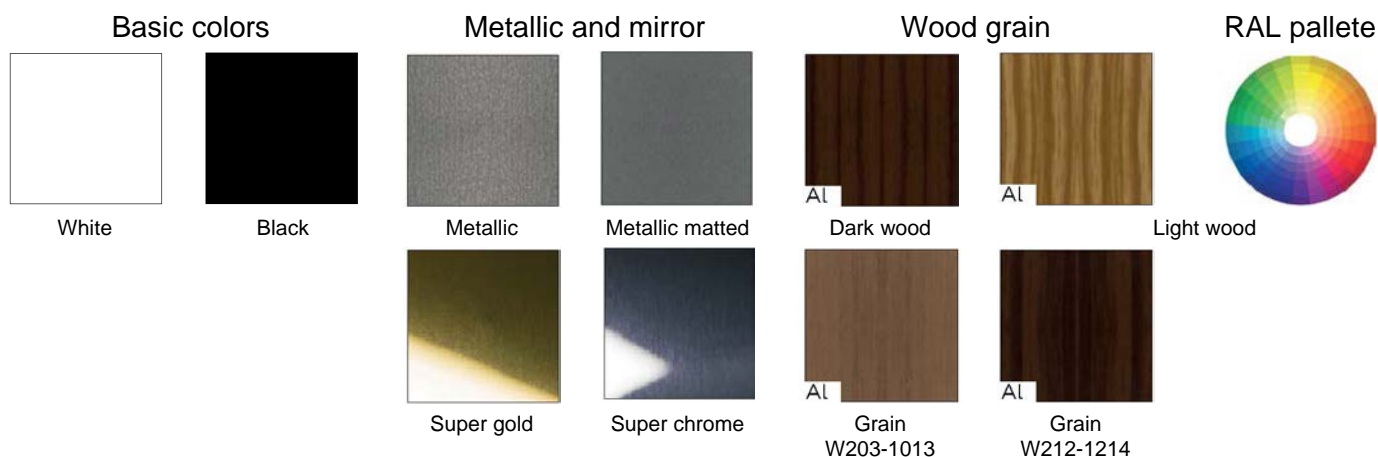 Basic colors
Metallic and mirror
Wood grain
RAL pallete
Al
Al
White
Black
Metallic
Metallic matted
Dark wood
Light wood
Al
Al
Super gold
Super chrome
Grain
W203-1013
Grain
W212-1214